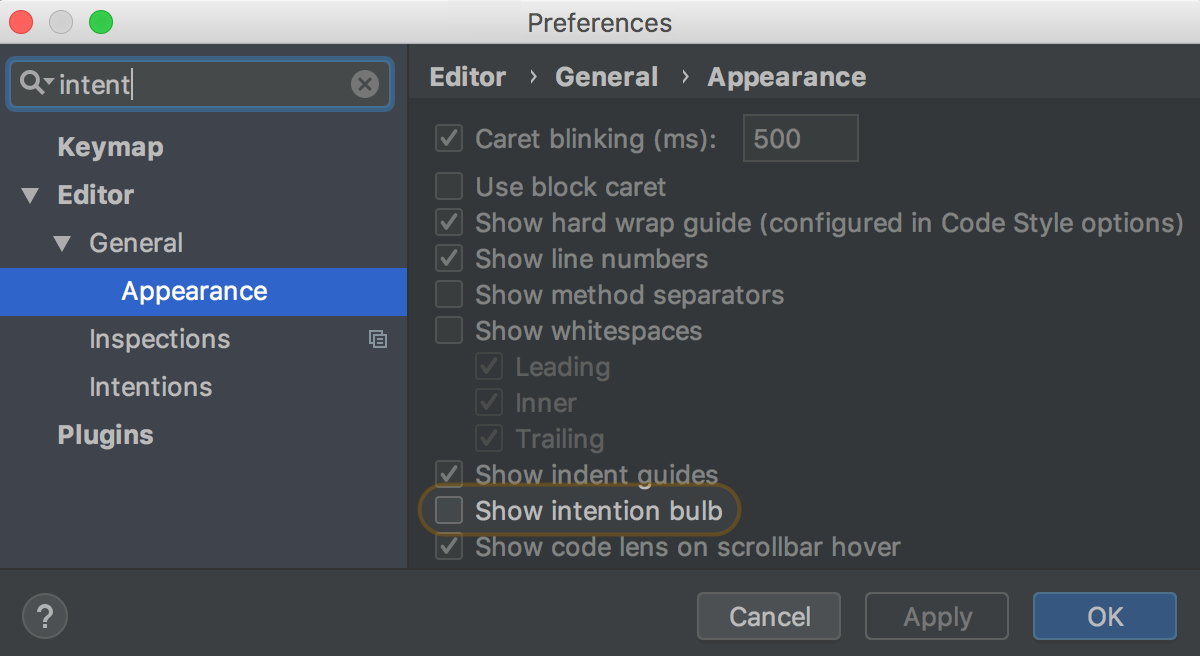 Preferences
intent
Keymap
Editor
General
Appearance
Inspections
Intentions
Plugins
Editor › General › Appearance
Caret blinking (ms): 500
Use block caret
Show hard wrap guide (configured in Code Style options)
Show line numbers
Show method separators
Show whitespaces
Leading
Inner
Trailing
Show indent guides
Show intention bulb
Show code lens on scrollbar hover
?
Cancel
Apply
OK